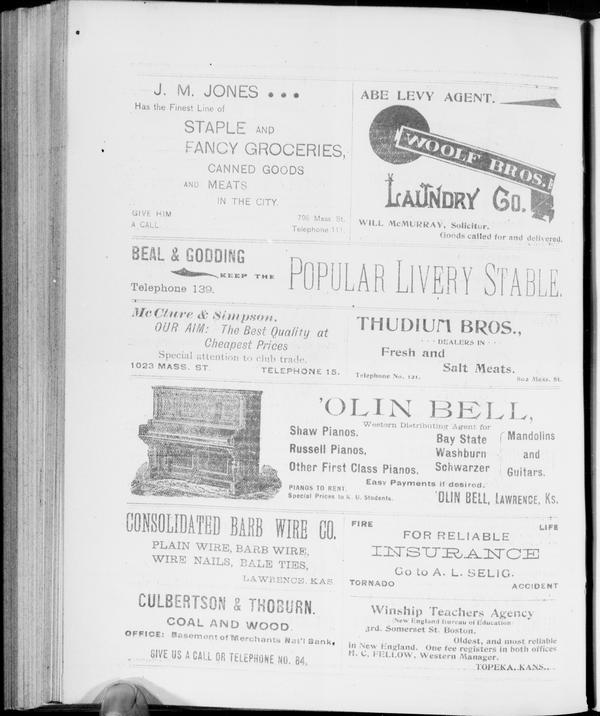 J. M. JONES
Has the Finest Line of
STAPLE AND
FANCY GROCERIES,
CANNED GOODS
AND MEATS
IN THE CITY.
GIVE HIM
A CALL
796 Mass St.
Telephone 111.
ABE LEVY AGENT.
WOOLF BROS.
LAUNDRY CO.
WILL McMURRAY, Solicitor.
Goods called for and delivered.
BEAL & GODDING
KEEP THE
Telephone 139.
POPULAR LIVERY STABLE.
McClure & Simpson.
OUR AIM: The Best Quality at
Cheapest Prices
Special attention to club trade.
1023 MASS. ST. TELEPHONE 15.
THUDIUM BROS.,
DEALERS IN
Fresh and
Salt Meats.
Telephone No. 121.
802 Mass. St.
'OLIN BELL,
Western Distributing Agent for
Shaw Pianos.
Russell Pianos,
Other First Class Pianos.
Bay State
Washburn
Schwarzer
Mandolins
and
Guitars.
Easy Payments if desired.
PIANOS TO RENT.
Special Prices to K. U. Students.
'OLIN BELL, LAWRENCE, KS.
CONSOLIDATED BARB WIRE CO.
PLAIN WIRE, BARB WIRE,
WIRE NAILS, BALE TIES,
LAWRENCE, KAS
CULBERTSON & THOBURN.
COAL AND WOOD
OFFICE: Basement of Merchants Nat'l Bank,
GIVE US A CALL OR TELEPHONE NO. 84.
FIRE LIFE
FOR RELIABLE
INSURANCE
Go to A. L. SELIG.
TORNADO ACCIDENT
Winship Teachers Agency
(New England Bureau of Education)
3rd. Somerset St. Boston.
Oldest, and most reliable
in New England. One fee registers in both offices
H. C. FELLOW, Western Manager.
TOPEKA, KANS.